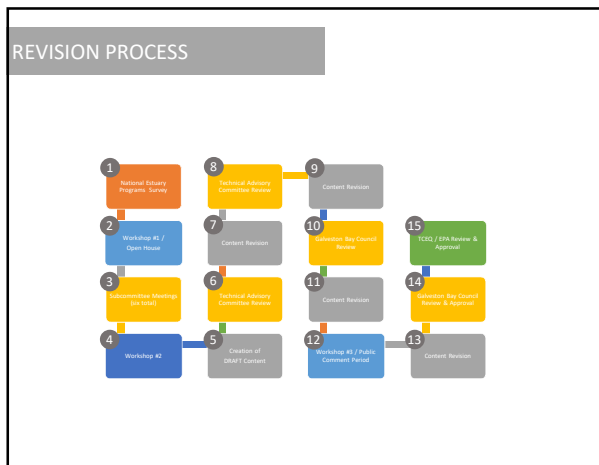 REVISION PROCESS
1
National Estuary
Programs Survey
2
Workshop #1 /
Open House
3
Subcommittee Meetings
(six total)
4
Workshop #2
5
Creation of
DRAFT Content
6
Technical Advisory
Committee Review
7
Content Revision
8
Technical Advisory
Committee Review
9
Content Revision
10
Galveston Bay Council
Review
11
Content Revision
12
Workshop #3 / Public
Comment Period
13
Content Revision
14
Galveston Bay Council
Review & Approval
15
TCEQ / EPA Review &
Approval